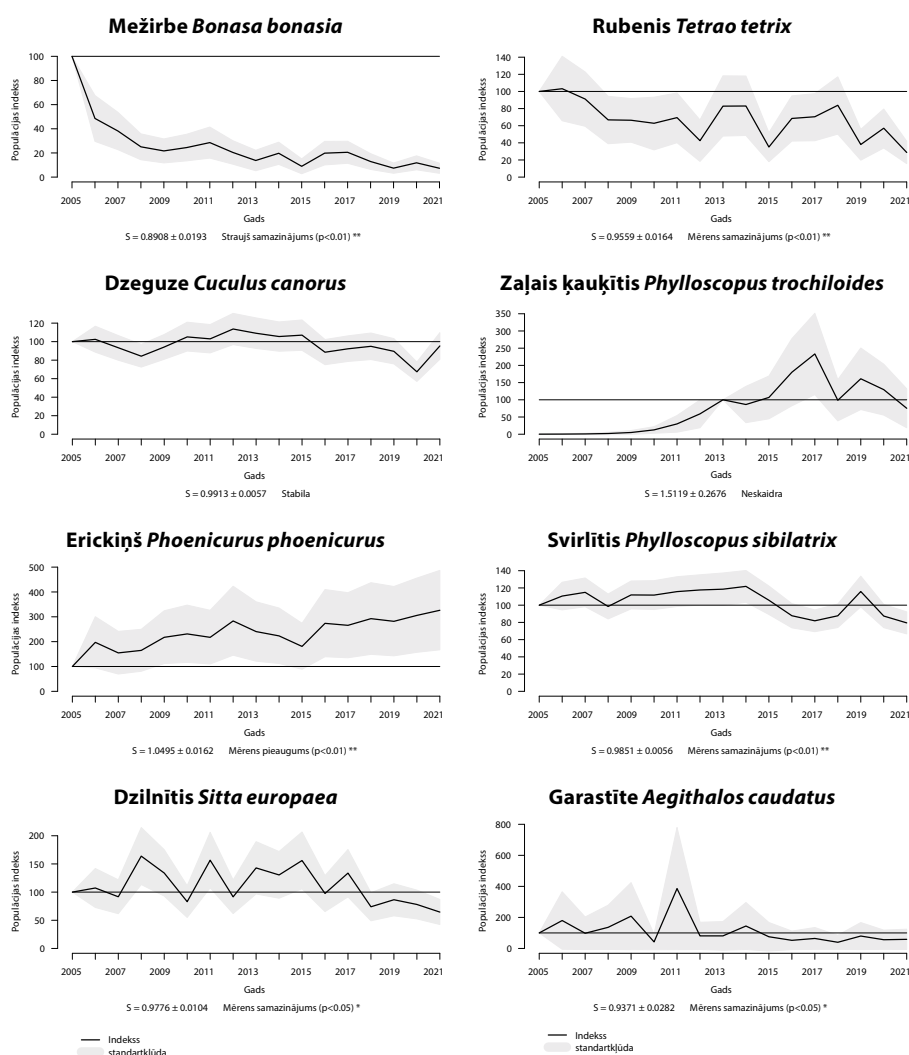 Mežirbe Bonasa bonasia
Populācijas indekss
100
80
60
40
20
0
2005 2007 2009 2011 2013 2015 2017 2019 2021
Gads
S = 0.8908 ± 0.0193 Straujš samazinājums (p<0.01) **
Rubenis Tetrao tetrix
Populācijas indekss
140
120
100
80
60
40
20
0
2005 2007 2009 2011 2013 2015 2017 2019 2021
Gads
S = 0.9559 ± 0.0164 Mērens samazinājums (p<0.01) **
Dzeguze Cuculus canorus
Populācijas indekss
120
100
80
60
40
20
0
2005 2007 2009 2011 2013 2015 2017 2019 2021
Gads
S = 0.9913 ± 0.0057 Stabila
Zaļais ķauķītis Phylloscopus trochiloides
Populācijas indekss
350
300
250
200
150
100
50
0
2005 2007 2009 2011 2013 2015 2017 2019 2021
Gads
S = 1.5119 ± 0.2676 Neskaidra
Erickiņš Phoenicurus phoenicurus
Populācijas indekss
500
400
300
200
100
0
2005 2007 2009 2011 2013 2015 2017 2019 2021
Gads
S = 1.0495 ± 0.0162 Mērens pieaugums (p<0.01) **
Svirlītis Phylloscopus sibilatrix
Populācijas indekss
140
120
100
80
60
40
20
0
2005 2007 2009 2011 2013 2015 2017 2019 2021
Gads
S = 0.9851 ± 0.0056 Mērens samazinājums (p<0.01) **
Dzilnītis Sitta europaea
Populācijas indekss
200
150
100
50
0
2005 2007 2009 2011 2013 2015 2017 2019 2021
Gads
S = 0.9776 ± 0.0104 Mērens samazinājums (p<0.05) *
Indekss
standartkļūda
Garastīte Aegithalos caudatus
Populācijas indekss
800
600
400
200
100
0
2005 2007 2009 2011 2013 2015 2017 2019 2021
Gads
S = 0.9371 ± 0.0282 Mērens samazinājums (p<0.05) *
Indekss
standartkļūda